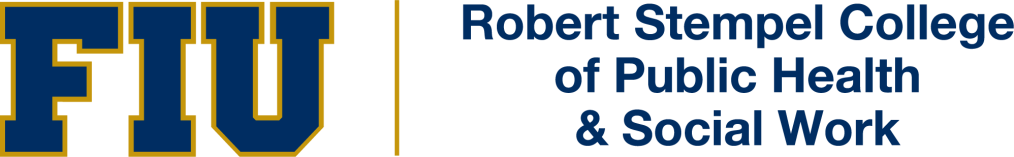 FIU
Robert Stempel College
of Public Health
& Social Work